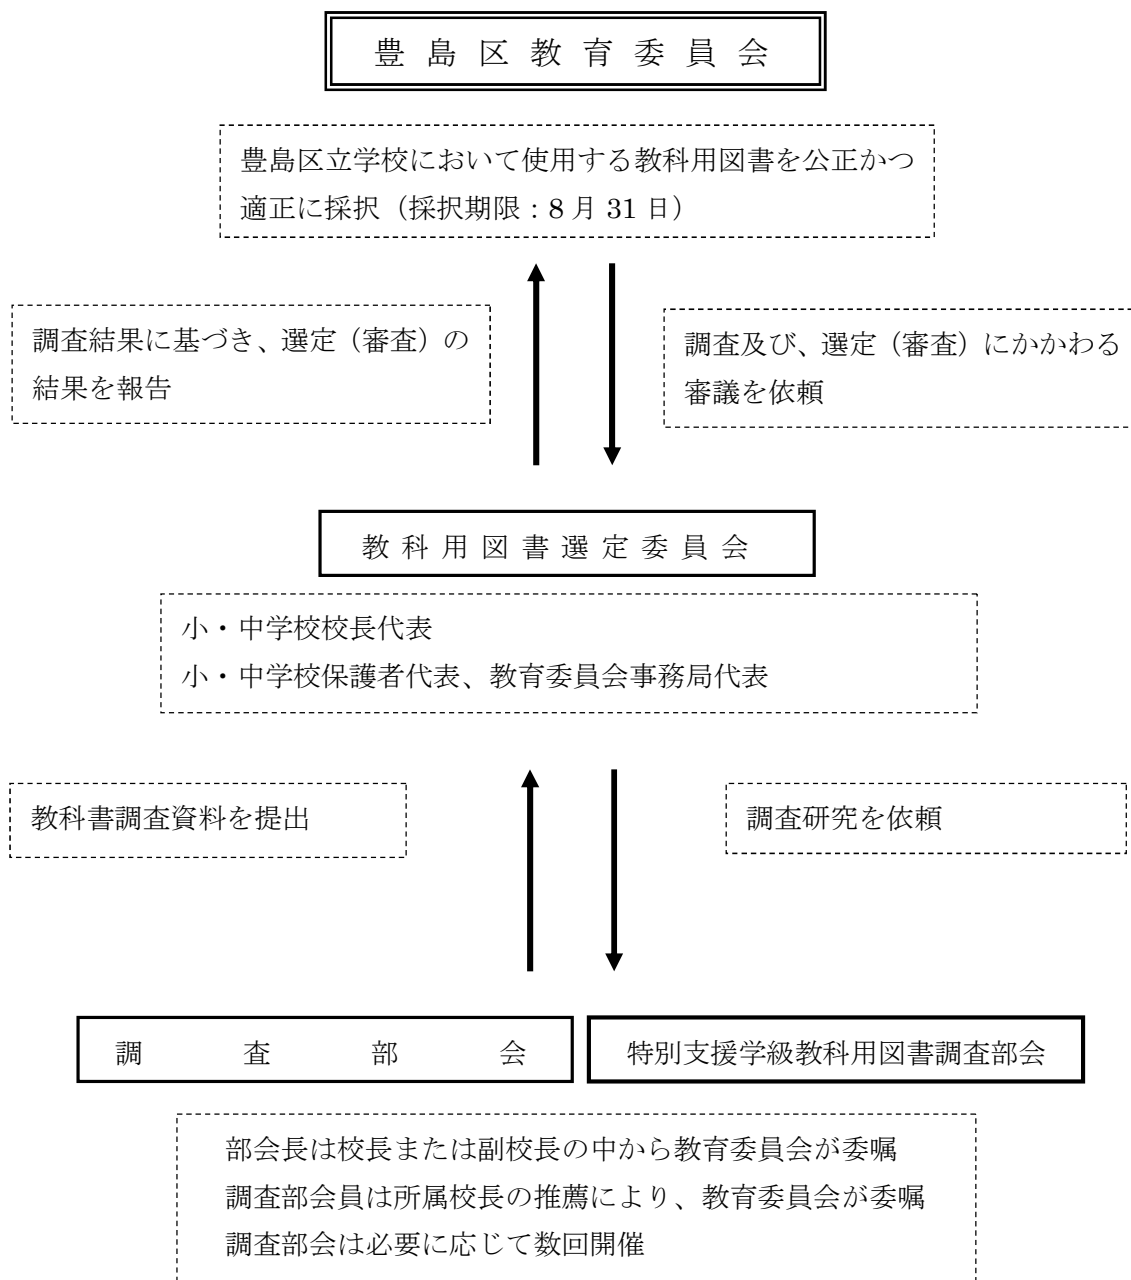 豊島区教育委員会
豊島区立学校において使用する教科用図書を公正かつ
適正に採択（採択期限：8月31日）
調査結果に基づき、選定（審査）の
結果を報告
調査及び、選定（審査）にかかわる
審議を依頼
教科用図書選定委員会
小・中学校校長代表
小・中学校保護者代表、教育委員会事務局代表
教科書調査資料を提出
調査研究を依頼
調査部会
特別支援学級教科用図書調査部会
部会長は校長または副校長の中から教育委員会が委嘱
調査部会員は所属校長の推薦により、教育委員会が委嘱
調査部会は必要に応じて数回開催